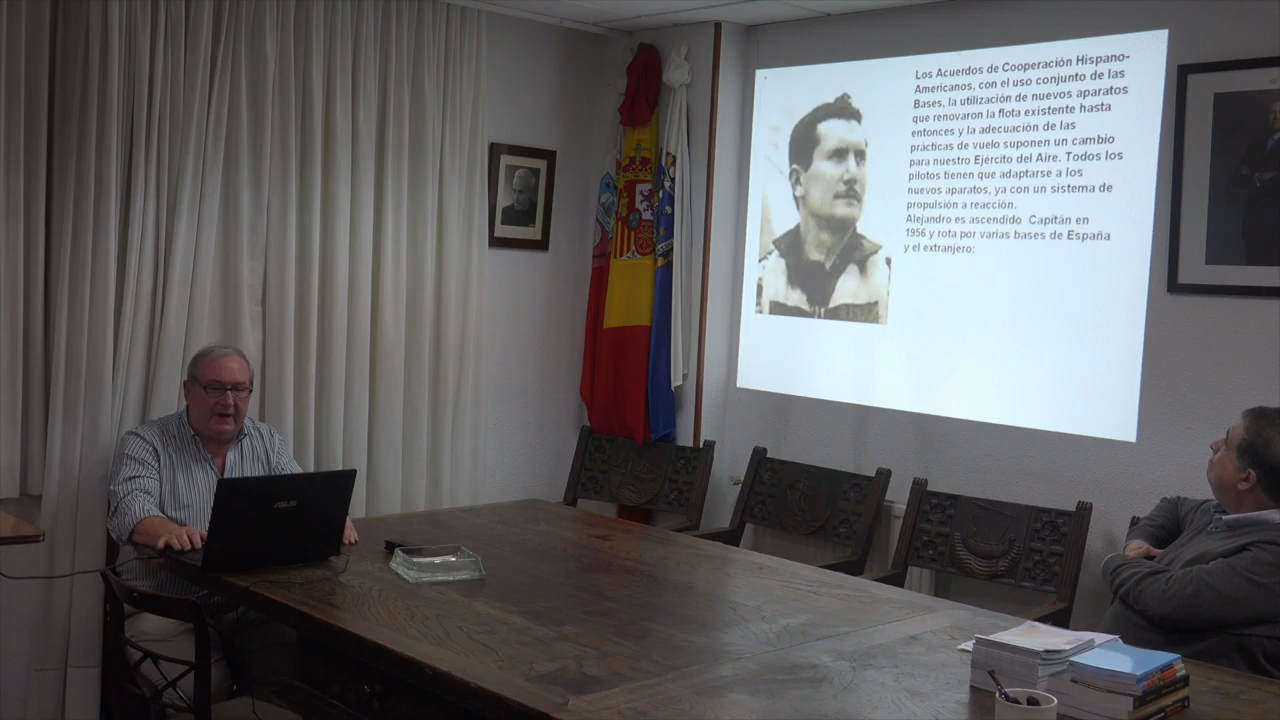 Los Acuerdos de Cooperación Hispano-
Americanos, con el uso conjunto de las
Bases, la utilización de nuevos aparatos
que renovaron la flota existente hasta
entonces y la adecuación de las
prácticas de vuelo suponen un cambio
para nuestro Ejército del Aire. Todos los
pilotos tienen que adaptarse a los
nuevos aparatos, ya con un sistema de
propulsión a reacción.
Alejandro es ascendido Capitán en
1956 y rota por varias bases de España
y el extranjero:
ASUS